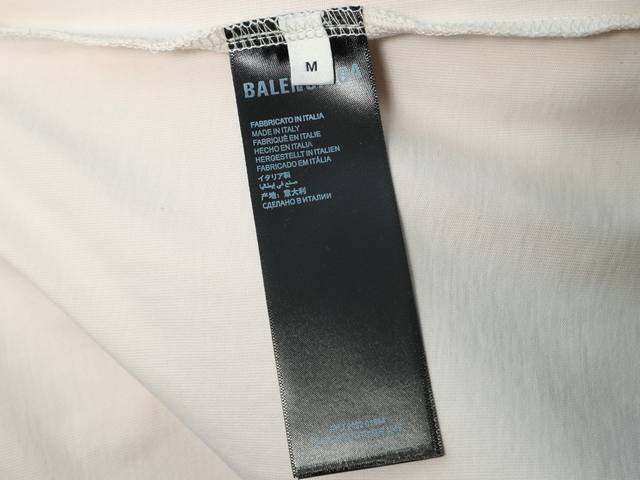 M
BALENCIAGA
FABBRICATO IN ITALIA
MADE IN ITALY
FABRIQUÉ EN ITALIE
HECHO EN ITALIA
HERGESTELLT IN ITALIEN
FABRICADO EM ITÁLIA
イタリア製
صنع في إيطاليا
产地：意大利
СДЕЛАНО В ИТАЛИИ